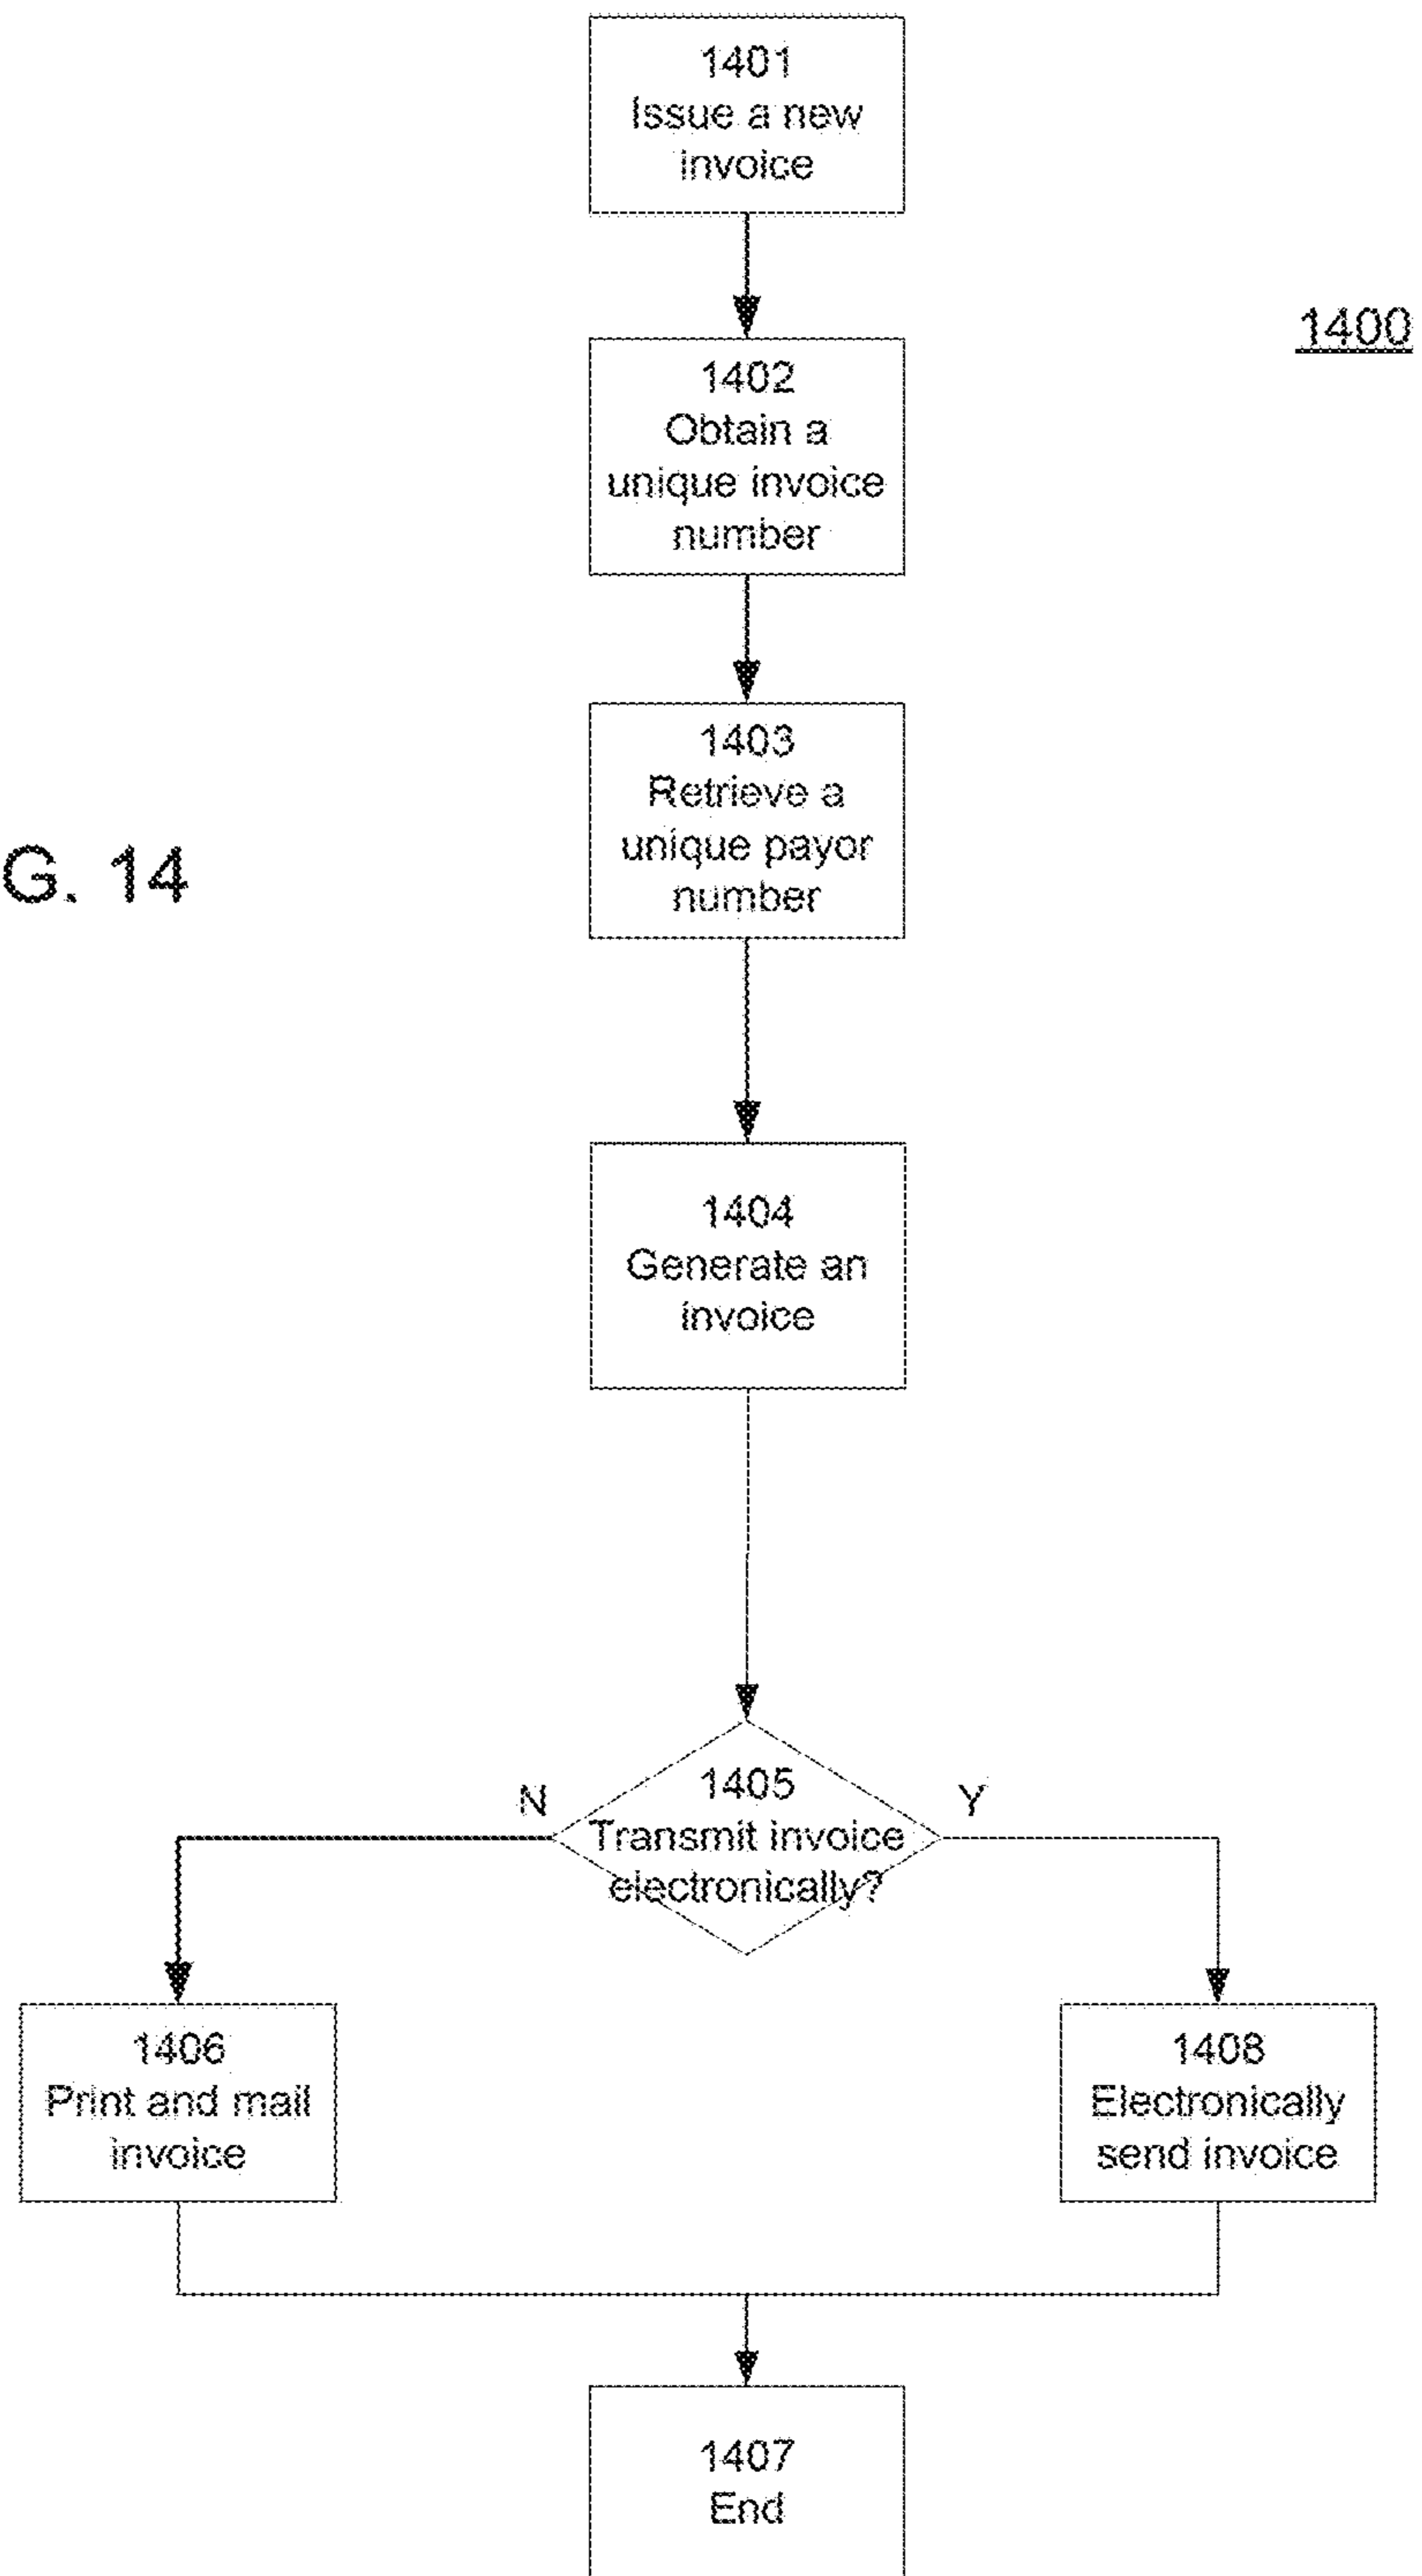 1401
Issue a new
invoice
1400
1402
Obtain a
unique invoice
number
1403
Retrieve a
unique payor
number
G. 14
1404
Generate an
invoice
N
Y
1405
Transmit invoice
electronically?
1406
Print and mail
invoice
1408
Electronically
send invoice
1407
End